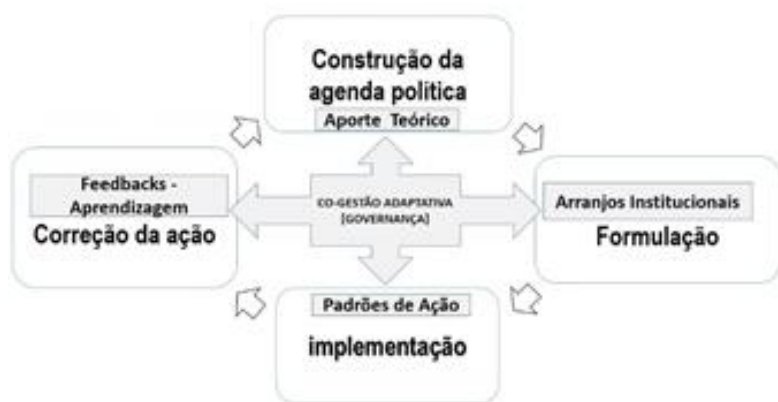 Construção da
agenda política
Aporte Teórico
Feedbacks -
Aprendizagem
Correção da ação
CO-GESTÃO ADAPTATIVA
[GOVERNANÇA]
Arranjos Institucionais
Formulação
Padrões de Ação
implementação